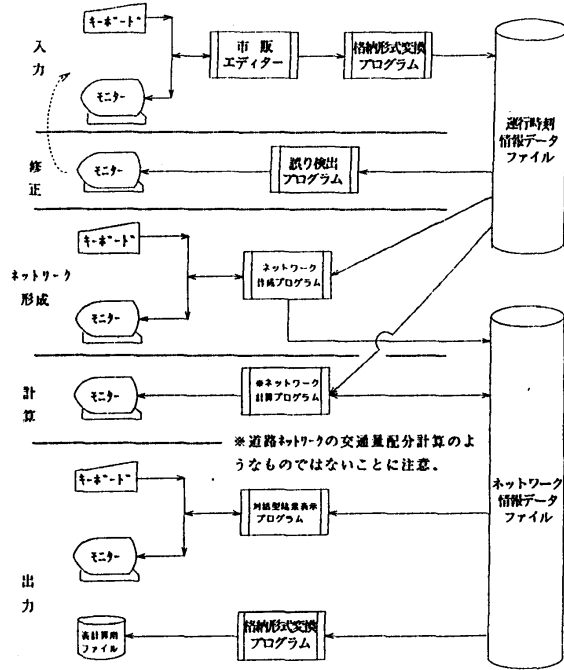 キーボード
入力
市販
エディター
格納形式変換
プログラム
モニター
運行時刻
情報データ
ファイル
修正
モニター
誤り検出
プログラム
キーボード
ネットワーク
形成
ネットワーク
作成プログラム
モニター
計算
モニター
※ネットワーク
計算プログラム
※道路ネットワークの交通量配分計算のよ
うなものではないことに注意。
キーボード
対話型結果表示
プログラム
モニター
ネットワーク
情報データ
ファイル
出力
表計算用
ファイル
格納形式変換
プログラム